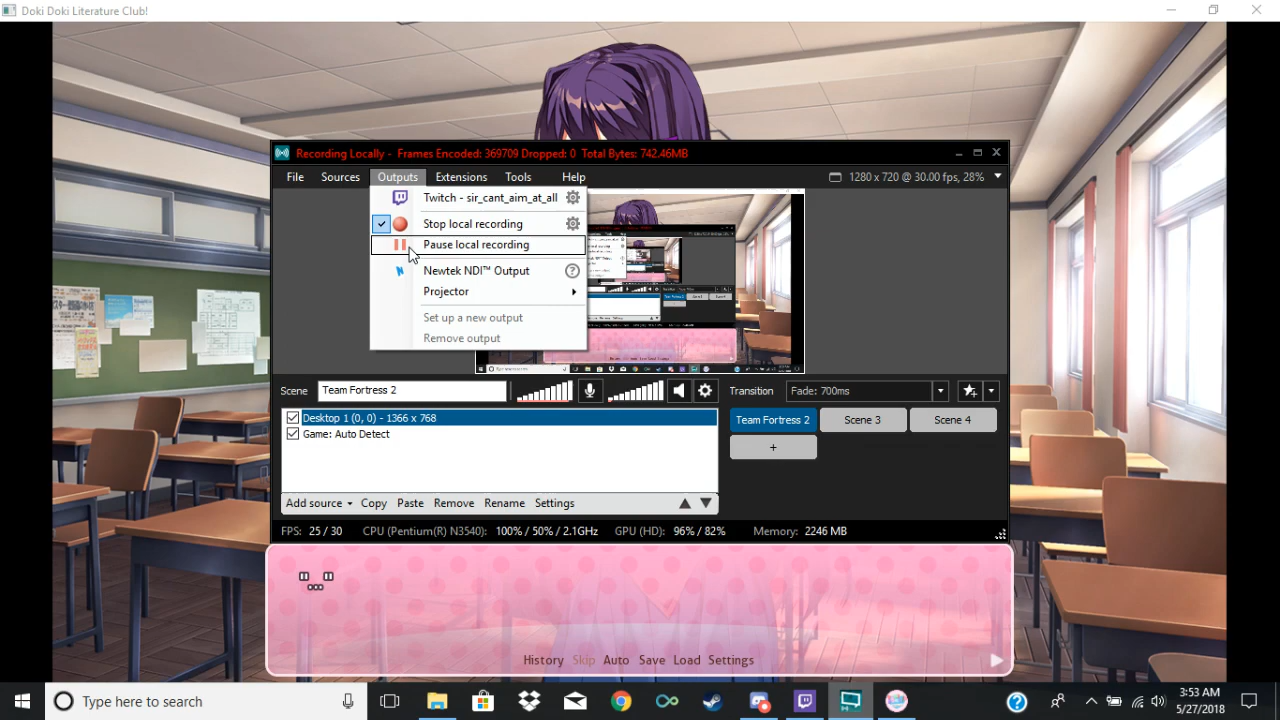 Doki Doki Literature Club!
Recording Locally - Frames Encoded: 369709 Dropped: 0 Total Bytes: 742.46MB
File Sources Outputs Extensions Tools Help 1280 x 720 @ 30.00 fps, 28%
Twitch - sir_cant_aim_at_all
Stop local recording
Pause local recording
Newtek NDI™ Output
Projector
Set up a new output
Remove output
Scene Team Fortress 2 Transition Fade: 700ms
Desktop 1 (0, 0) - 1366 x 768
Game: Auto Detect
Team Fortress 2 Scene 3 Scene 4
+
Add source Copy Paste Remove Rename Settings
FPS: 25 / 30 CPU (Pentium(R) N3540): 100% / 50% / 2.1GHz GPU (HD): 96% / 82% Memory: 2246 MB
"..."
History Skip Auto Save Load Settings
Type here to search
3:53 AM
5/27/2018